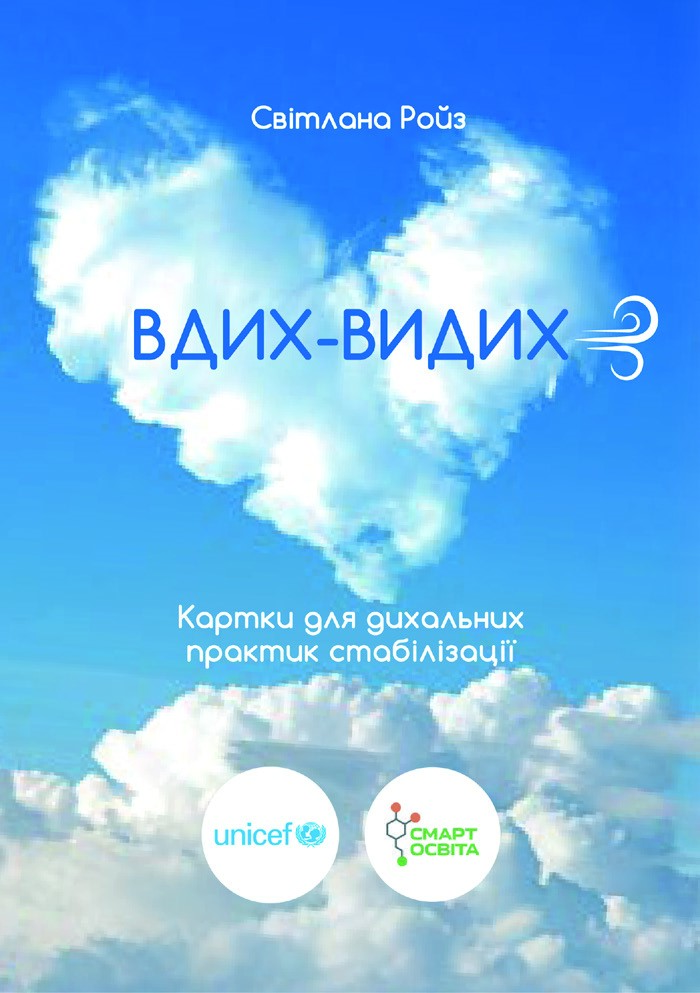 Світлана Ройз
ВДИХ-ВИДИХ
Картки для дихальних
практик стабілізації
unicef
СМАРТ
ОСВІТА